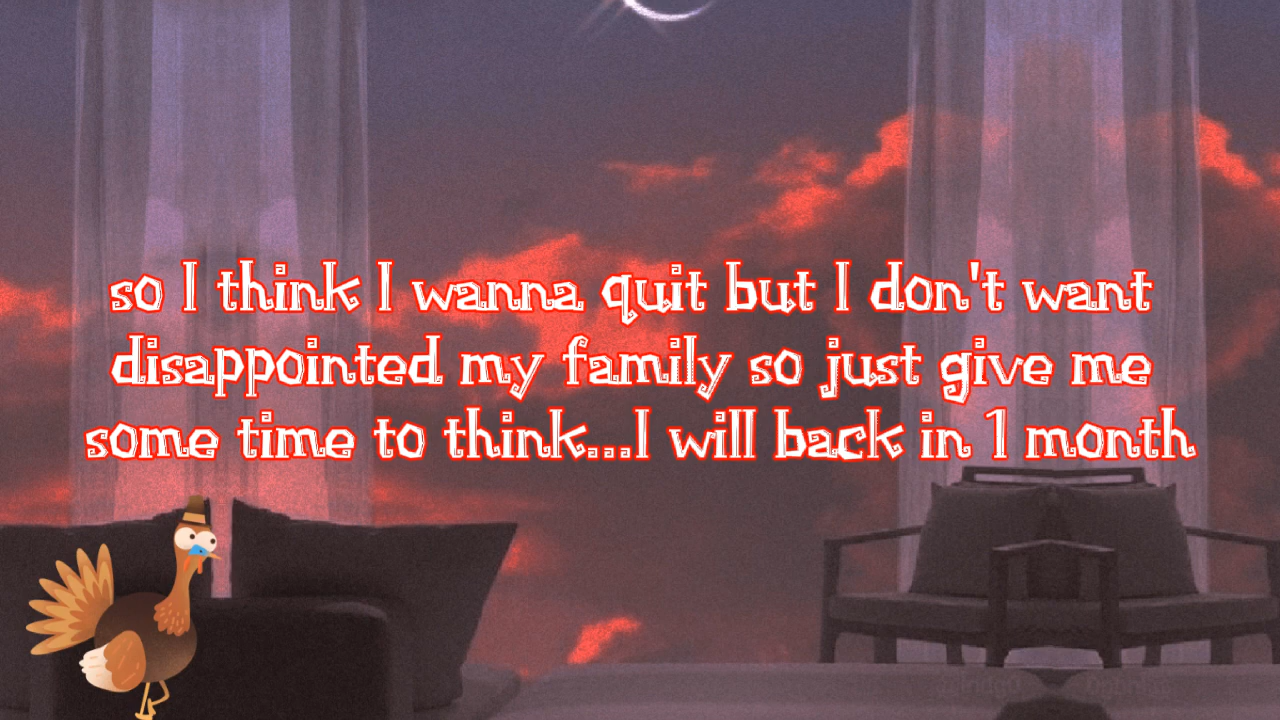 so I think I wanna quit but I don't want
disappointed my family so just give me
some time to think...I will back in 1 month